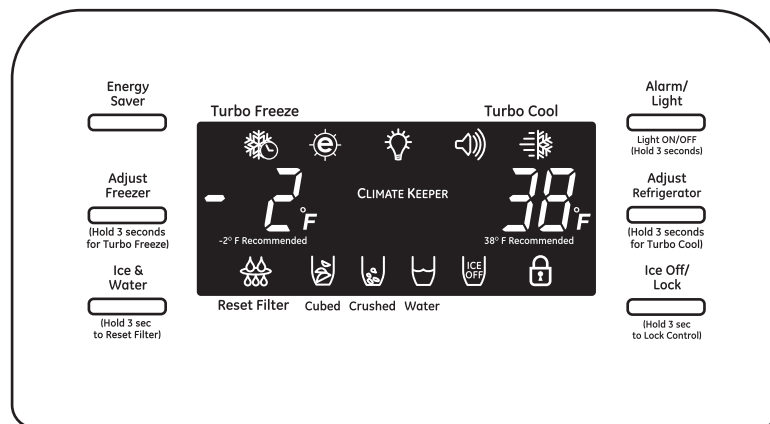 Energy
Saver
Turbo Freeze
Turbo Cool
Alarm/
Light
Light ON/OFF
(Hold 3 seconds)
e
Adjust
Freezer
(Hold 3 seconds
for Turbo Freeze)
-2°F
CLIMATE KEEPER
38°F
-2° F Recommended
38° F Recommended
Adjust
Refrigerator
(Hold 3 seconds
for Turbo Cool)
Ice &
Water
(Hold 3 sec
to Reset Filter)
ICE
OFF
Reset Filter
Cubed
Crushed
Water
Ice Off/
Lock
(Hold 3 sec
to Lock Control)